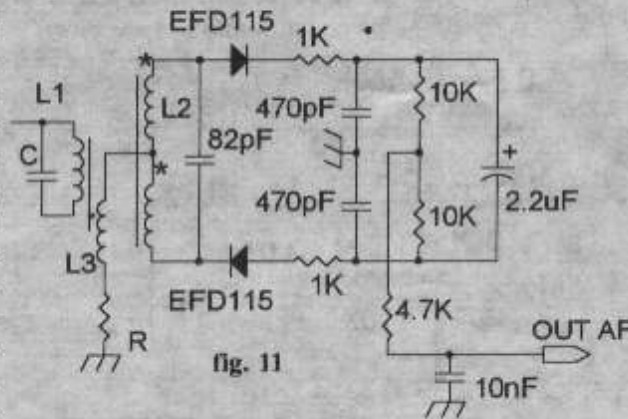 EFD115
1K
L1
L2
10K
470pF
C
82pF
+
470pF
10K
2.2uF
L3
1K
EFD115
4.7K
R
OUT AF
fig. 11
10nF